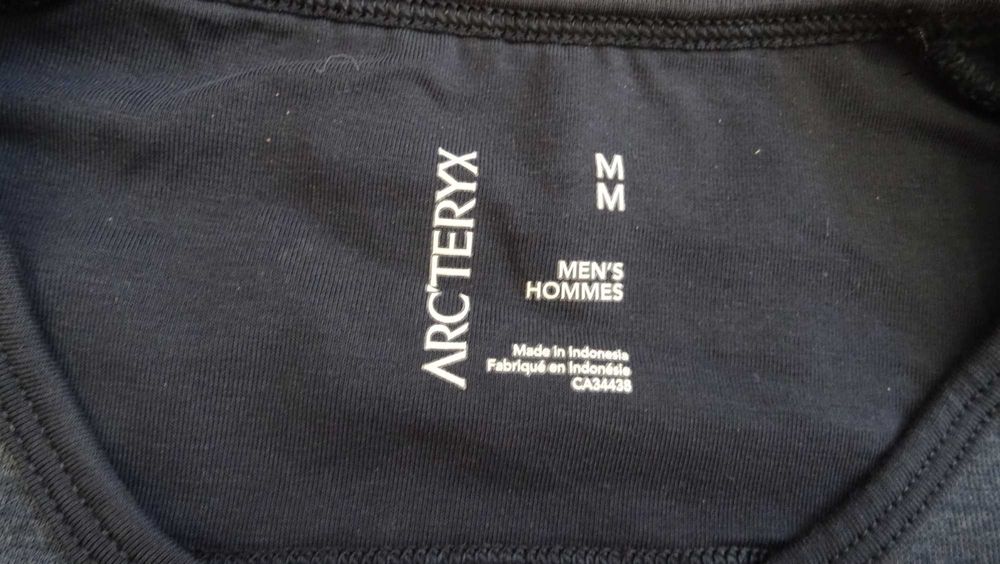 ARC'TERYX
M
M
MEN'S
HOMMES
Made in Indonesia
Fabriqué en Indonésie
CA34438